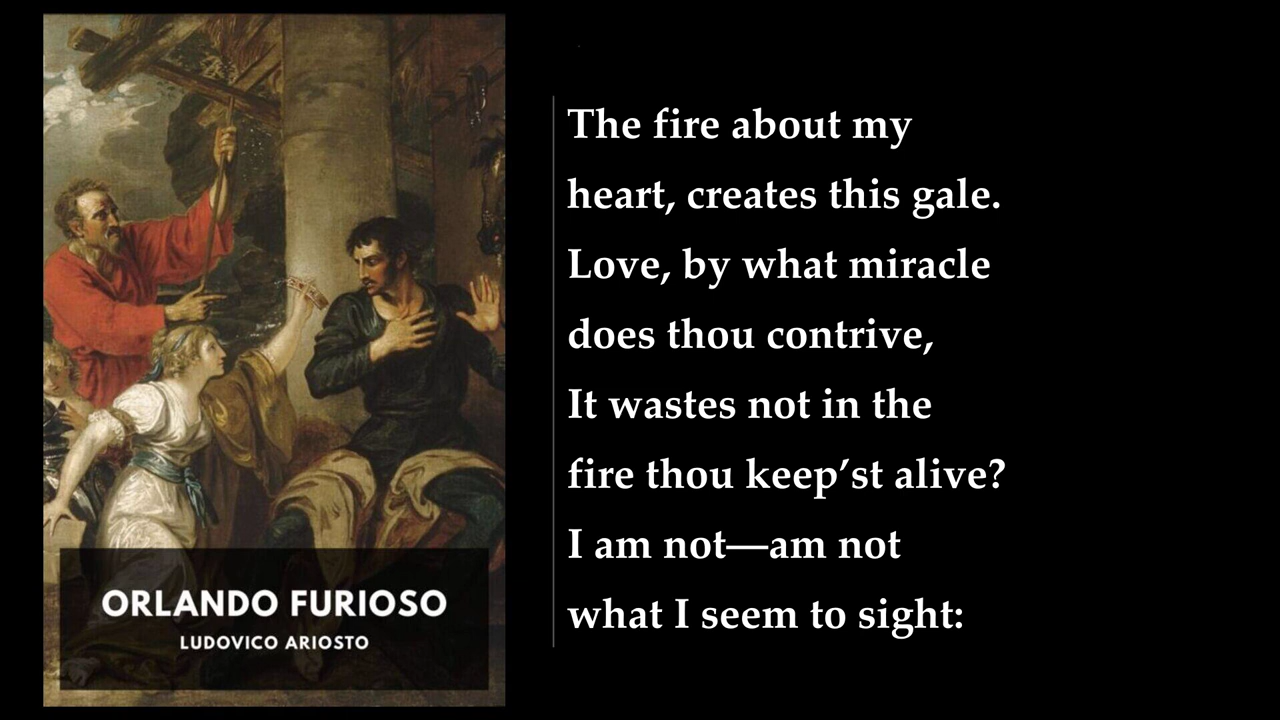 ORLANDO FURIOSO
LUDOVICO ARIOSTO
The fire about my
heart, creates this gale.
Love, by what miracle
does thou contrive,
It wastes not in the
fire thou keep’st alive?
I am not—am not
what I seem to sight: